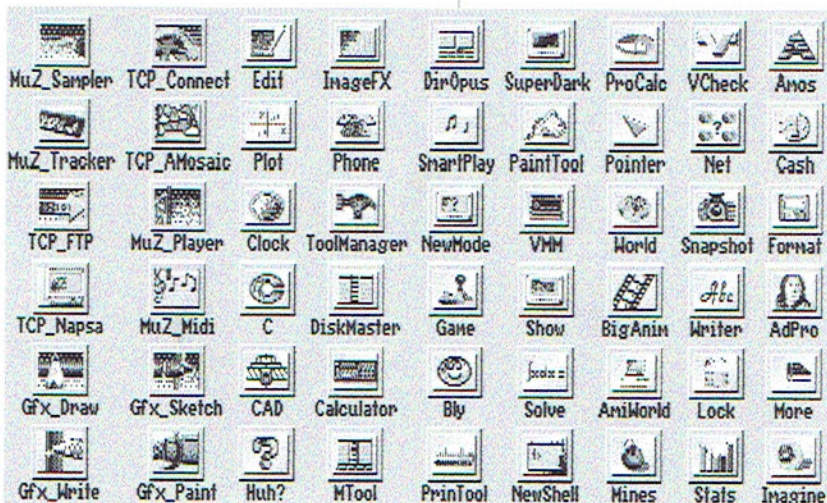 MuZ_Sampler TCP_Connect Edit ImageFX DirOpus SuperDark ProCalc VCheck Amos
MuZ_Tracker TCP_AMosaic Plot Phone SmartPlay PaintTool Pointer Net Cash
TCP_FTP MuZ_Player Clock ToolManager NewMode VMM World Snapshot Format
TCP_Napsa MuZ_Midi C DiskMaster Game Show BigAnim Writer AdPro
Gfx_Draw Gfx_Sketch CAD Calculator Bly Solve AmiWorld Lock More
Gfx_Write Gfx_Paint Huh? MTool PrinTool NewShell Mines Stats Imagine